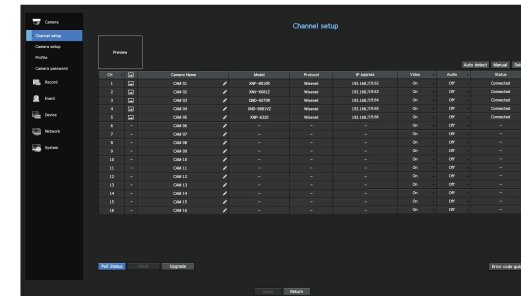 Camera
Channel setup
Channel setup
Camera setup
Profile
Camera password
Record
Event
Device
Network
System
Preview
Auto detect Manual
CH Camera Name Model Protocol IP Address Video Audio Status
1 CAM 01 XNF-8010R Wisenet On Off Connected
2 CAM 02 XNV-6081Z Wisenet On Off Connected
3 CAM 03 QND-6070R Wisenet On Off Connected
4 CAM 04 XND-8081VZ Wisenet On Off Connected
5 CAM 05 XNP-6320 Wisenet On Off Connected
6 – CAM 06 – – – On Off –
7 – CAM 07 – – – On Off –
8 – CAM 08 – – – On Off –
9 – CAM 09 – – – On Off –
10 – CAM 10 – – – On Off –
11 – CAM 11 – – – On Off –
12 – CAM 12 – – – On Off –
13 – CAM 13 – – – On Off –
14 – CAM 14 – – – On Off –
15 – CAM 15 – – – On Off –
16 – CAM 16 – – – On Off –
PoE Status Upgrade Error code
Return